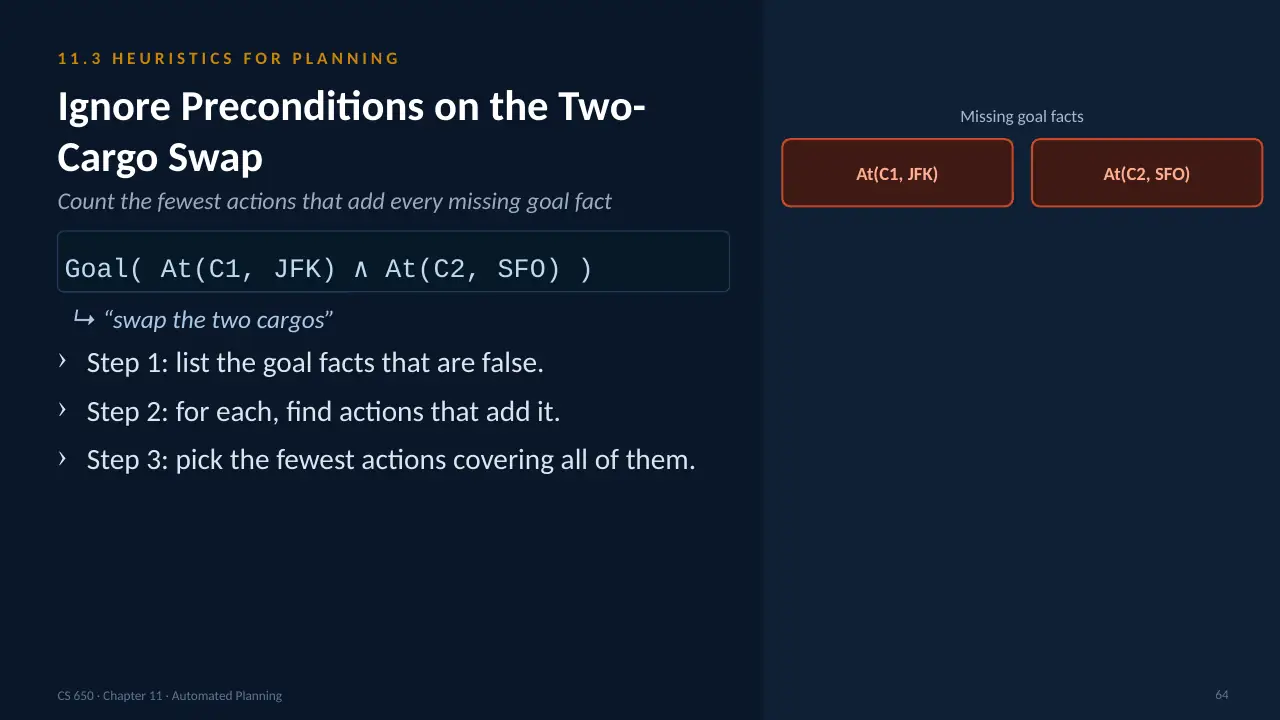 11.3 HEURISTICS FOR PLANNING
Ignore Preconditions on the Two-
Cargo Swap
Count the fewest actions that add every missing goal fact
Goal( At(C1, JFK) ∧ At(C2, SFO) )
↪ “swap the two cargos”
› Step 1: list the goal facts that are false.
› Step 2: for each, find actions that add it.
› Step 3: pick the fewest actions covering all of them.
Missing goal facts
At(C1, JFK)
At(C2, SFO)
CS 650 · Chapter 11 · Automated Planning
64